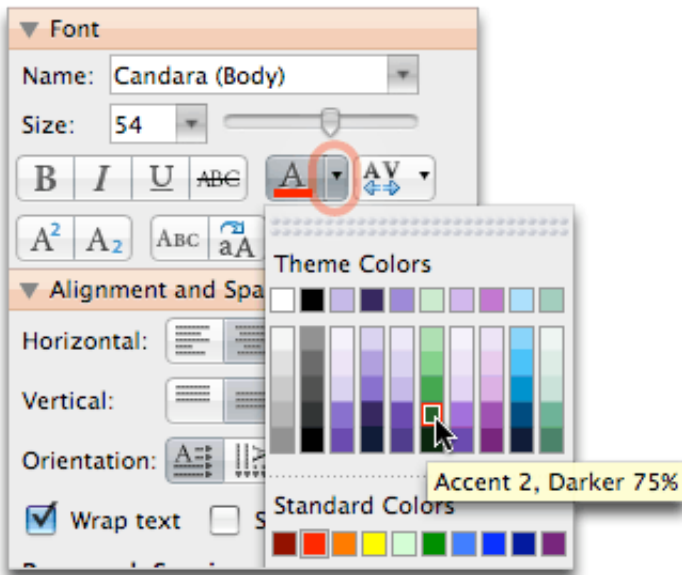 Font
Name: Candara (Body)
Size: 54
B I U ABC A AV
A2 A2 ABC aA
Theme Colors
Alignment and Spa
Horizontal:
Vertical:
Orientation: A
Accent 2, Darker 75%
Standard Colors
Wrap text S